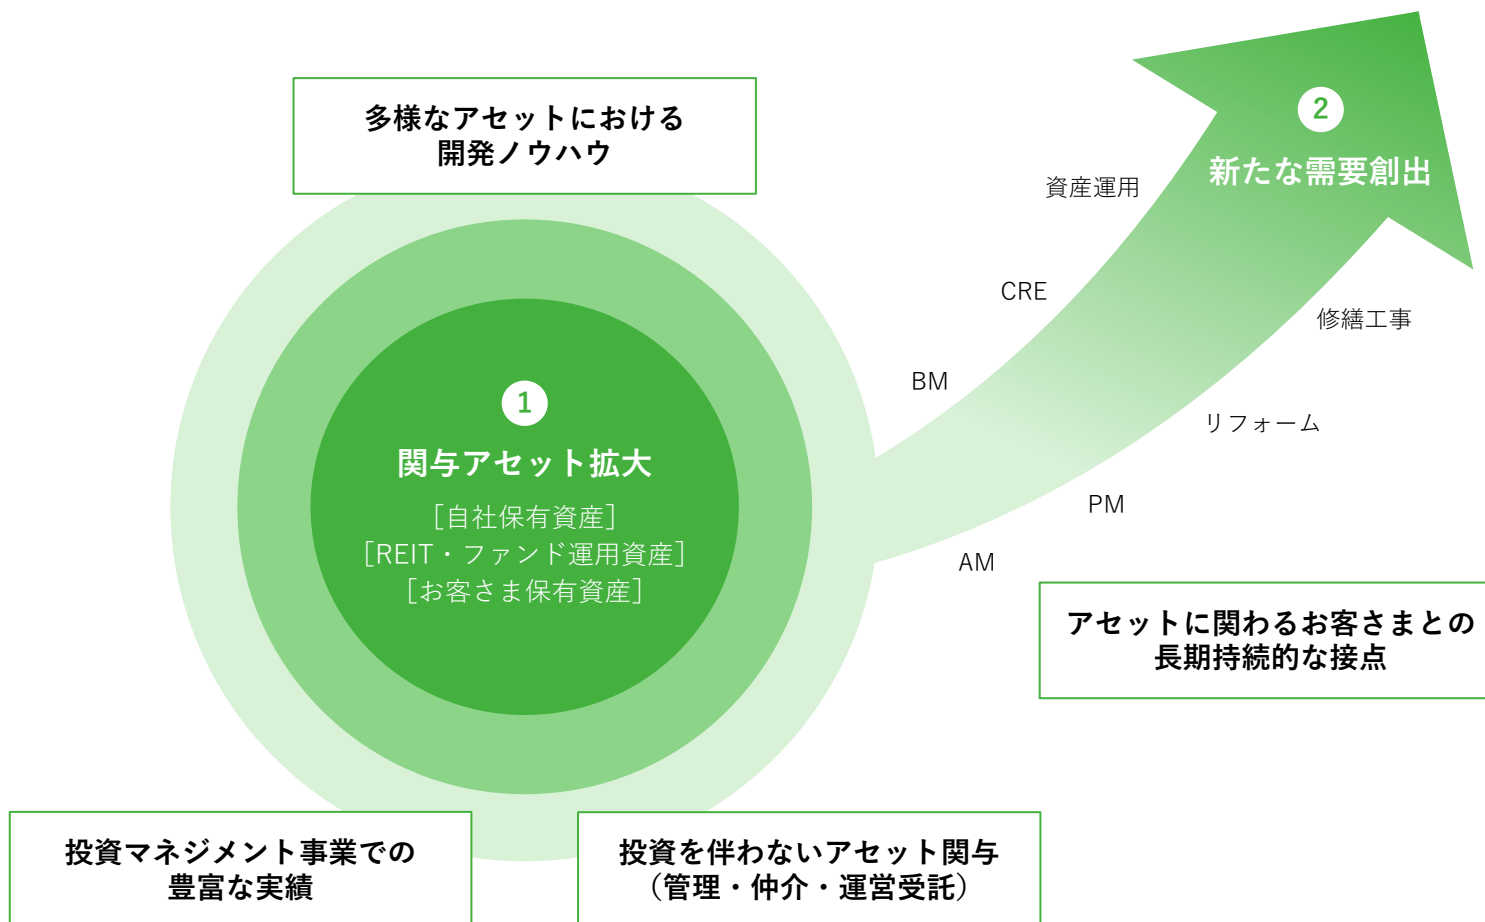 多様なアセットにおける
開発ノウハウ
2
新たな需要創出
資産運用
CRE
修繕工事
BM
リフォーム
PM
AM
1
関与アセット拡大
[自社保有資産]
[REIT・ファンド運用資産]
[お客さま保有資産]
アセットに関わるお客さまとの
長期持続的な接点
投資マネジメント事業での
豊富な実績
投資を伴わないアセット関与
（管理・仲介・運営受託）